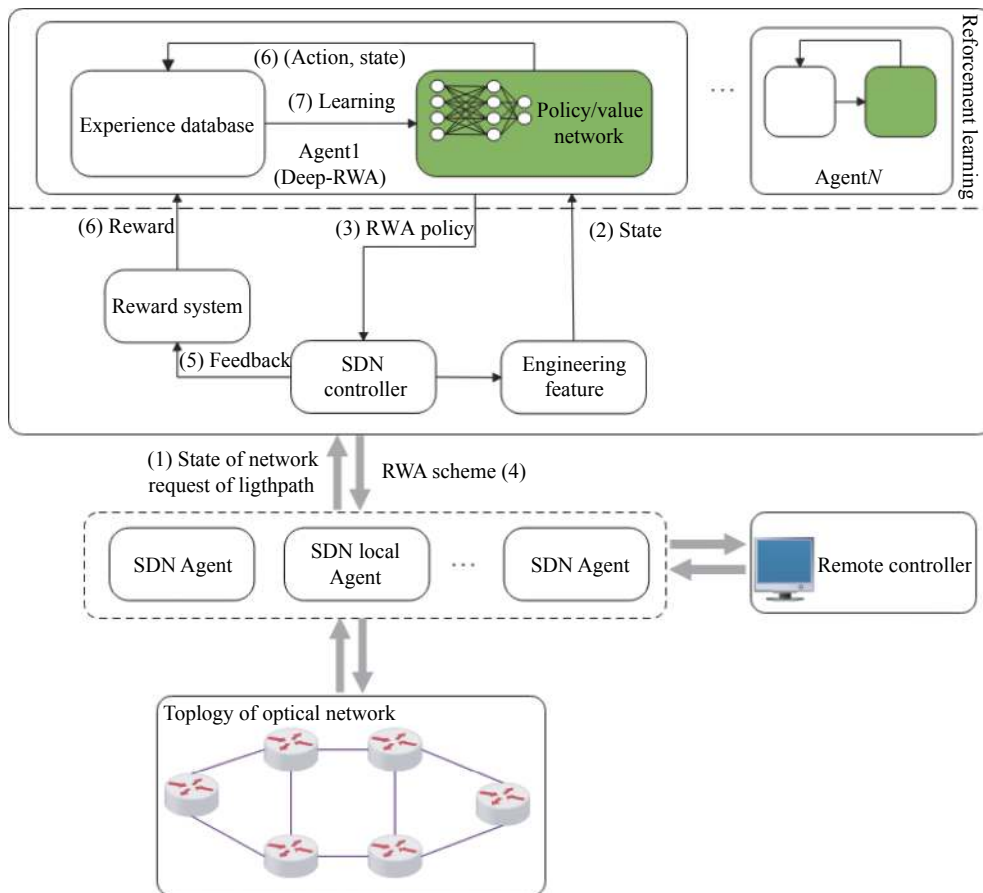 Reforcement learning
(6) (Action, state)
Experience database
(7) Learning
Policy/value
network
Agent1
(Deep-RWA)
...
AgentN
(6) Reward
(3) RWA policy
(2) State
Reward system
(5) Feedback
SDN
controller
Engineering
feature
(1) State of network
request of ligthpath
RWA scheme (4)
SDN Agent
SDN local
Agent
...
SDN Agent
Remote controller
Toplogy of optical network